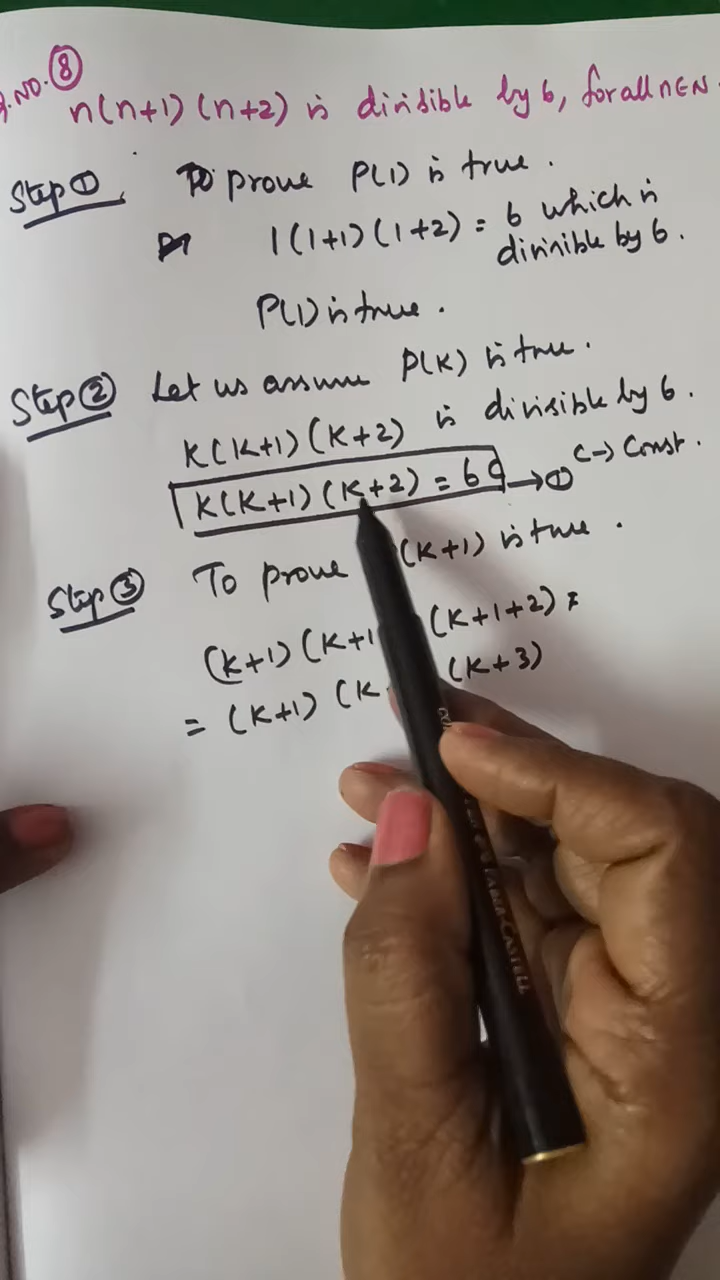 Q.NO. ⑧
n(n+1)(n+2) is divisible by 6, for all n∈N.
Step ① To prove P(1) is true.
1(1+1)(1+2) = 6 which is
divisible by 6.
P(1) is true.
Step ② Let us assume P(K) is true.
K(K+1)(K+2) is divisible by 6.
K(K+1)(K+2) = 6C → ① C → Const.
Step ③ To prove (K+1) is true.
(K+1)(K+1 (K+1+2) =
= (K+1)(K (K+3)
FABER-CASTELL